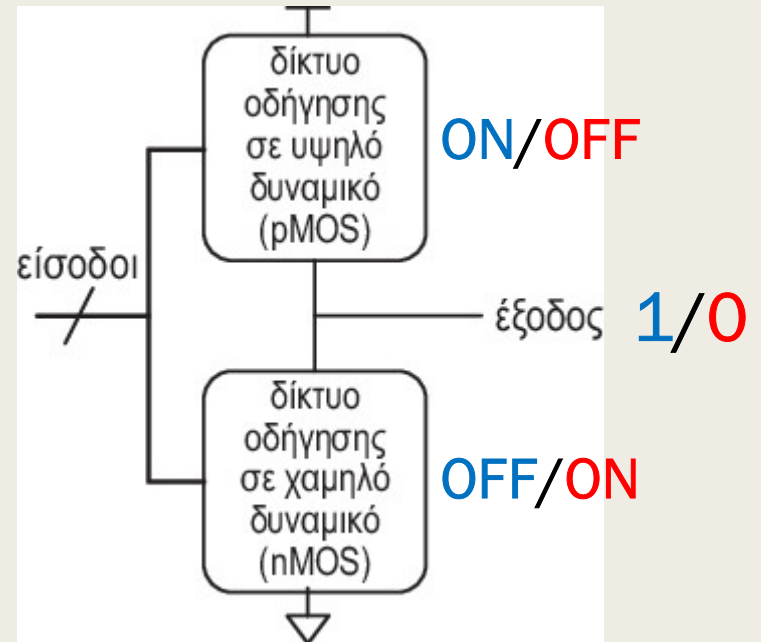 δίκτυο
οδήγησης
σε υψηλό
δυναμικό
(pMOS)
ON/OFF
είσοδοι
έξοδος
1/0
δίκτυο
οδήγησης
σε χαμηλό
δυναμικό
(nMOS)
OFF/ON